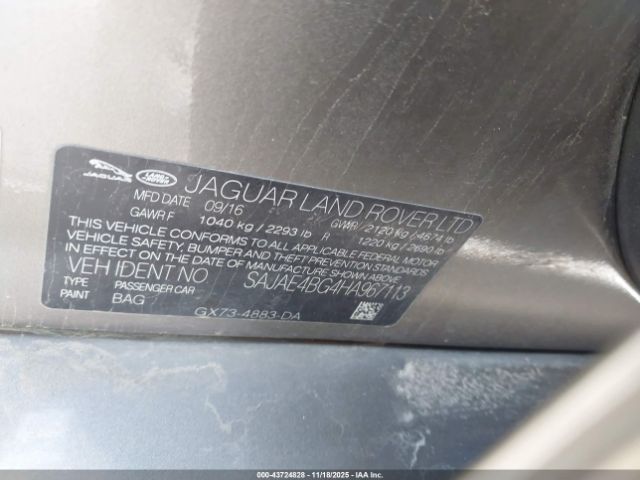 JAGUAR
LAND ROVER
JAGUAR LAND ROVER LTD
MFD DATE 09/16 GVWR / 2120 kg / 4674 lb
GAWR F 1040 kg / 2293 lb R 1220 kg / 2690 lb
THIS VEHICLE CONFORMS TO ALL APPLICABLE FEDERAL MOTOR
VEHICLE SAFETY, BUMPER AND THEFT PREVENTION STANDARDS
IN EFFECT ON THE DATE OF MANUFACTURE SHOWN ABOVE.
VEH IDENT NO SAJAE4BG4HA967113
TYPE PASSENGER CAR
PAINT BAG
GX73-4883-DA
000-43724828 | 11/18/2025 | IAAI.COM